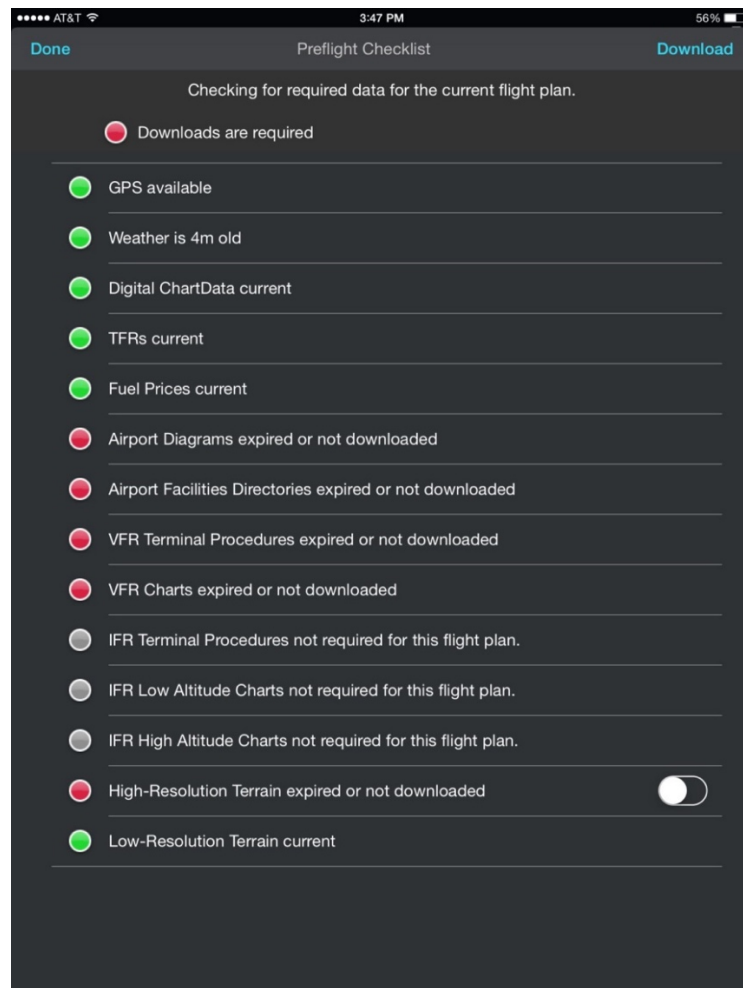 AT&T 3:47 PM 56%
Done Preflight Checklist Download
Checking for required data for the current flight plan.
Downloads are required
GPS available
Weather is 4m old
Digital ChartData current
TFRs current
Fuel Prices current
Airport Diagrams expired or not downloaded
Airport Facilities Directories expired or not downloaded
VFR Terminal Procedures expired or not downloaded
VFR Charts expired or not downloaded
IFR Terminal Procedures not required for this flight plan.
IFR Low Altitude Charts not required for this flight plan.
IFR High Altitude Charts not required for this flight plan.
High-Resolution Terrain expired or not downloaded
Low-Resolution Terrain current